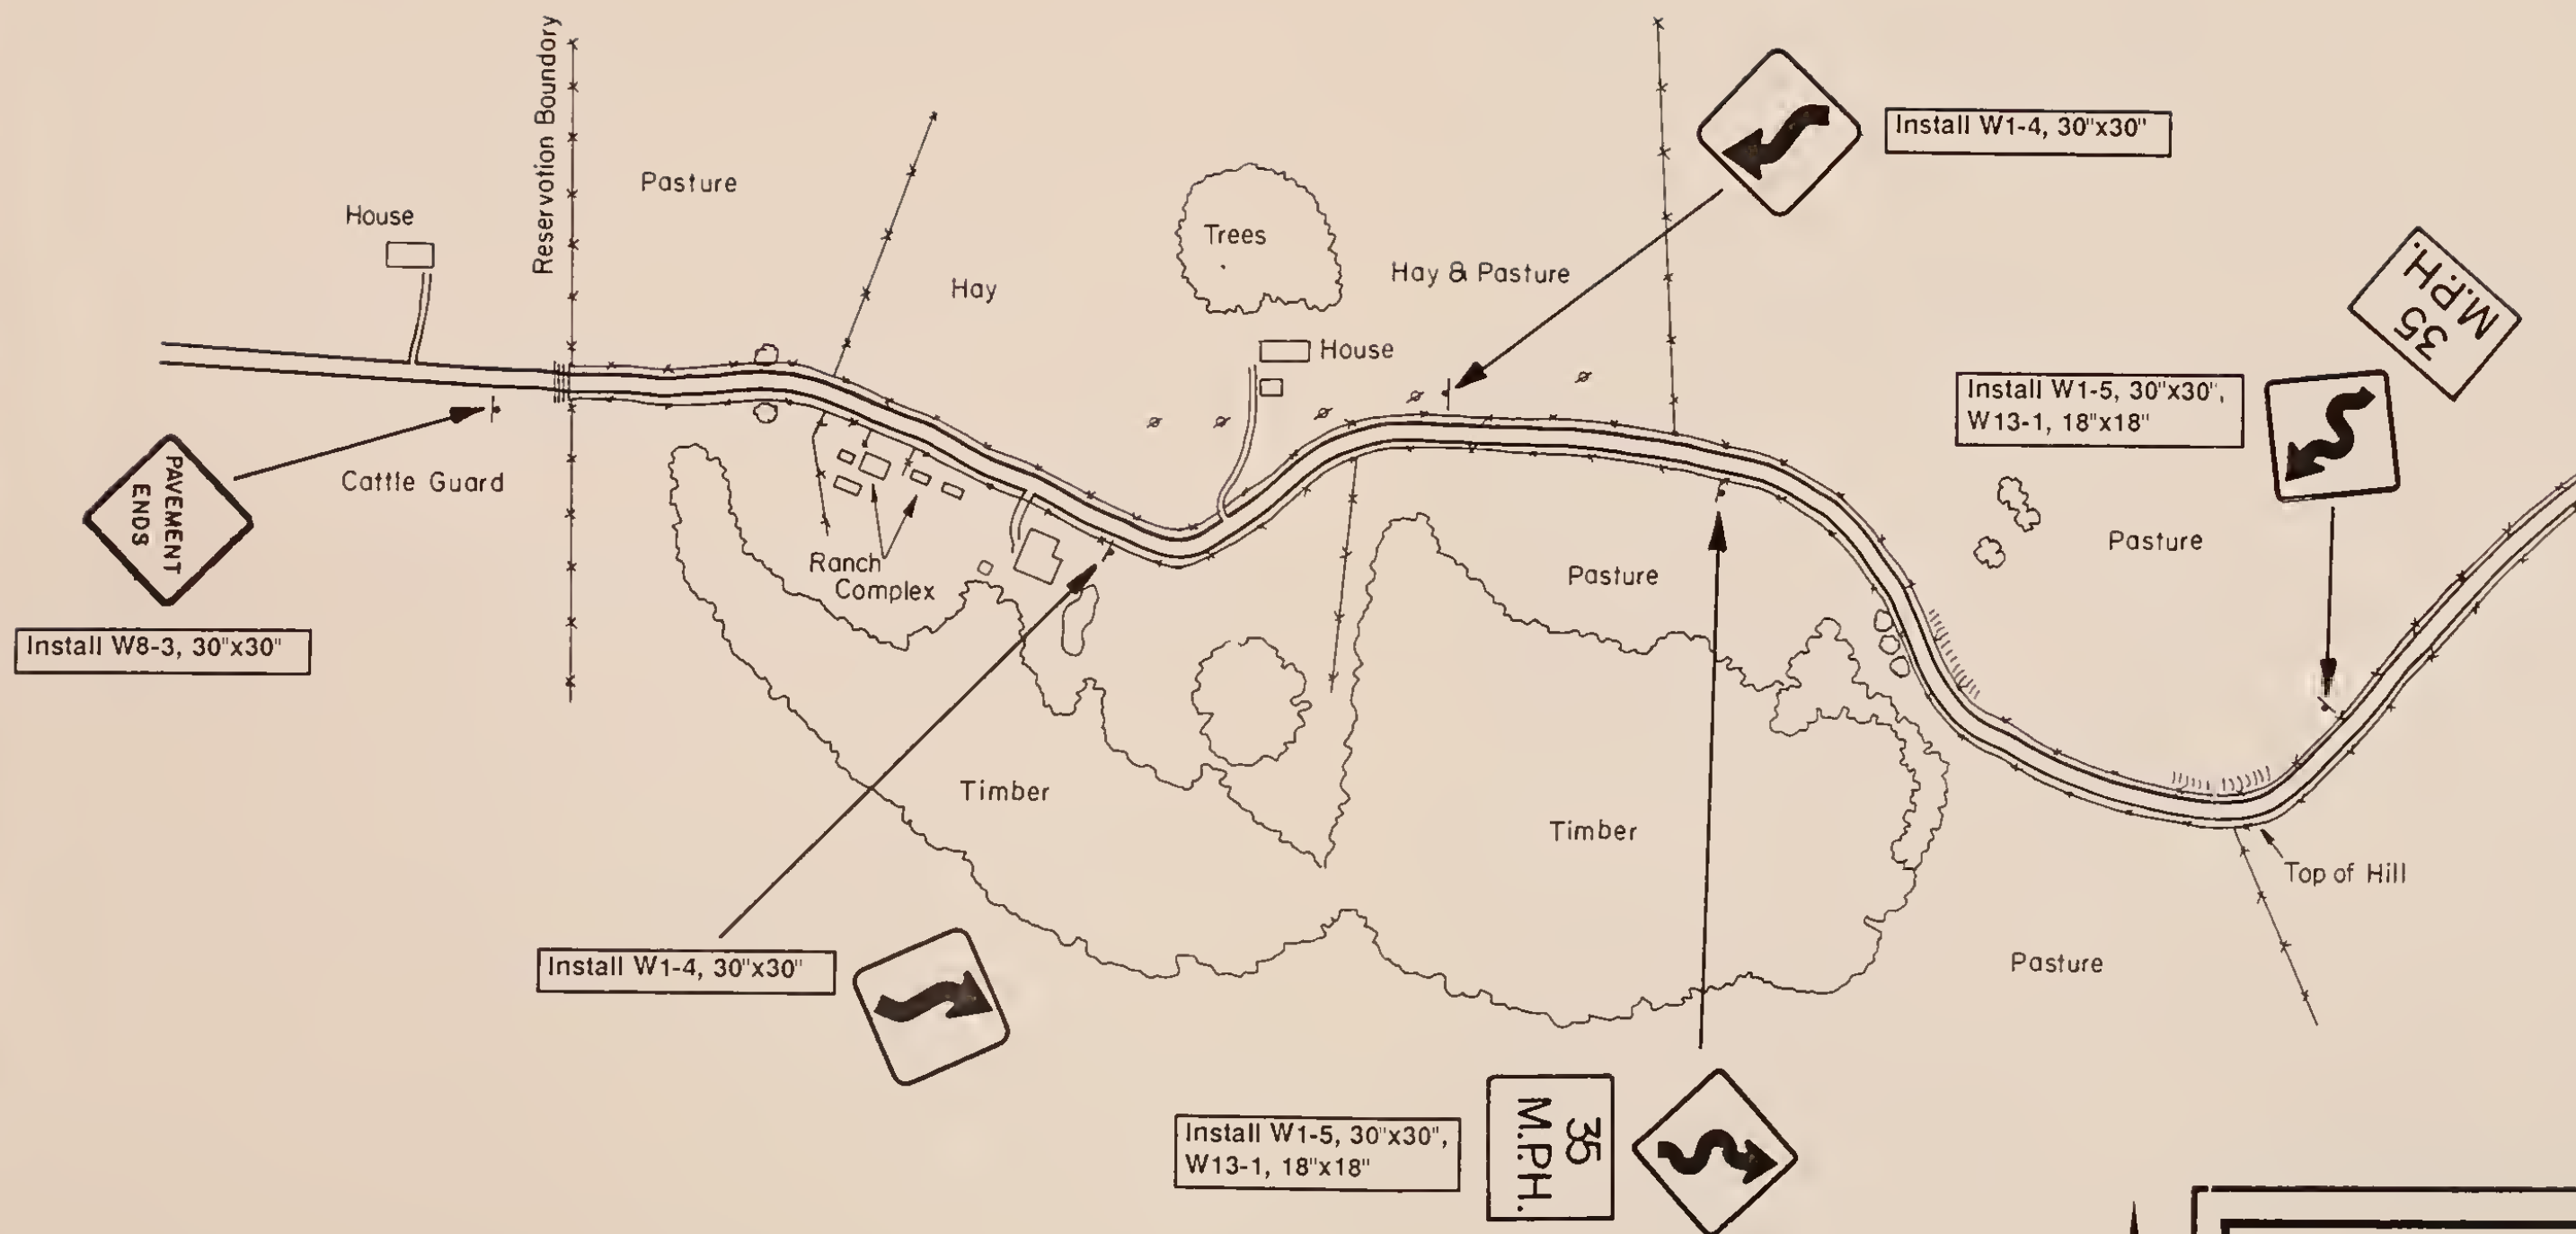 Reservation Boundary
Pasture
House
Hay
Trees
Hay & Pasture
House
Install W1-4, 30"x30"
35
M.P.H.
Install W1-5, 30"x30",
W13-1, 18"x18"
PAVEMENT
ENDS
Cattle Guard
Install W8-3, 30"x30"
Ranch
Complex
Pasture
Pasture
Timber
Timber
Top of Hill
Pasture
Install W1-4, 30"x30"
Install W1-5, 30"x30",
W13-1, 18"x18"
35
M.P.H.